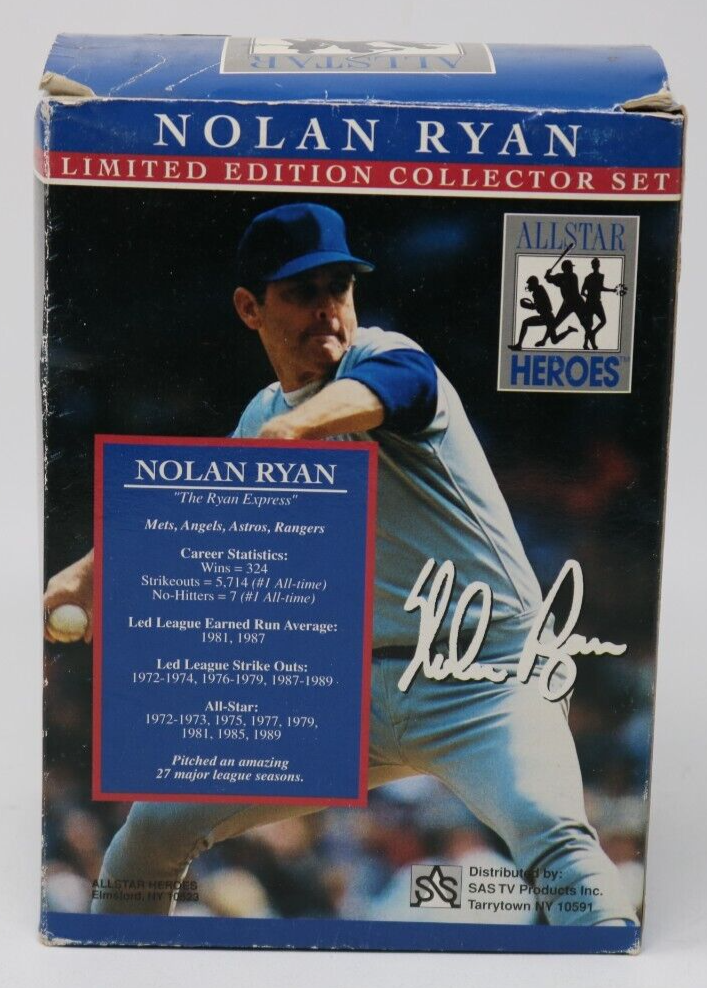 ALLSTAR
NOLAN RYAN
LIMITED EDITION COLLECTOR SET
ALLSTAR
HEROES™
NOLAN RYAN
"The Ryan Express"
Mets, Angels, Astros, Rangers
Career Statistics:
Wins = 324
Strikeouts = 5,714 (#1 All-time)
No-Hitters = 7 (#1 All-time)
Led League Earned Run Average:
1981, 1987
Led League Strike Outs:
1972-1974, 1976-1979, 1987-1989
All-Star:
1972-1973, 1975, 1977, 1979,
1981, 1985, 1989
Pitched an amazing
27 major league seasons.
Nolan Ryan
ALLSTAR HEROES
Elmsford, NY 10523
SAS
Distributed by:
SAS TV Products Inc.
Tarrytown NY 10591